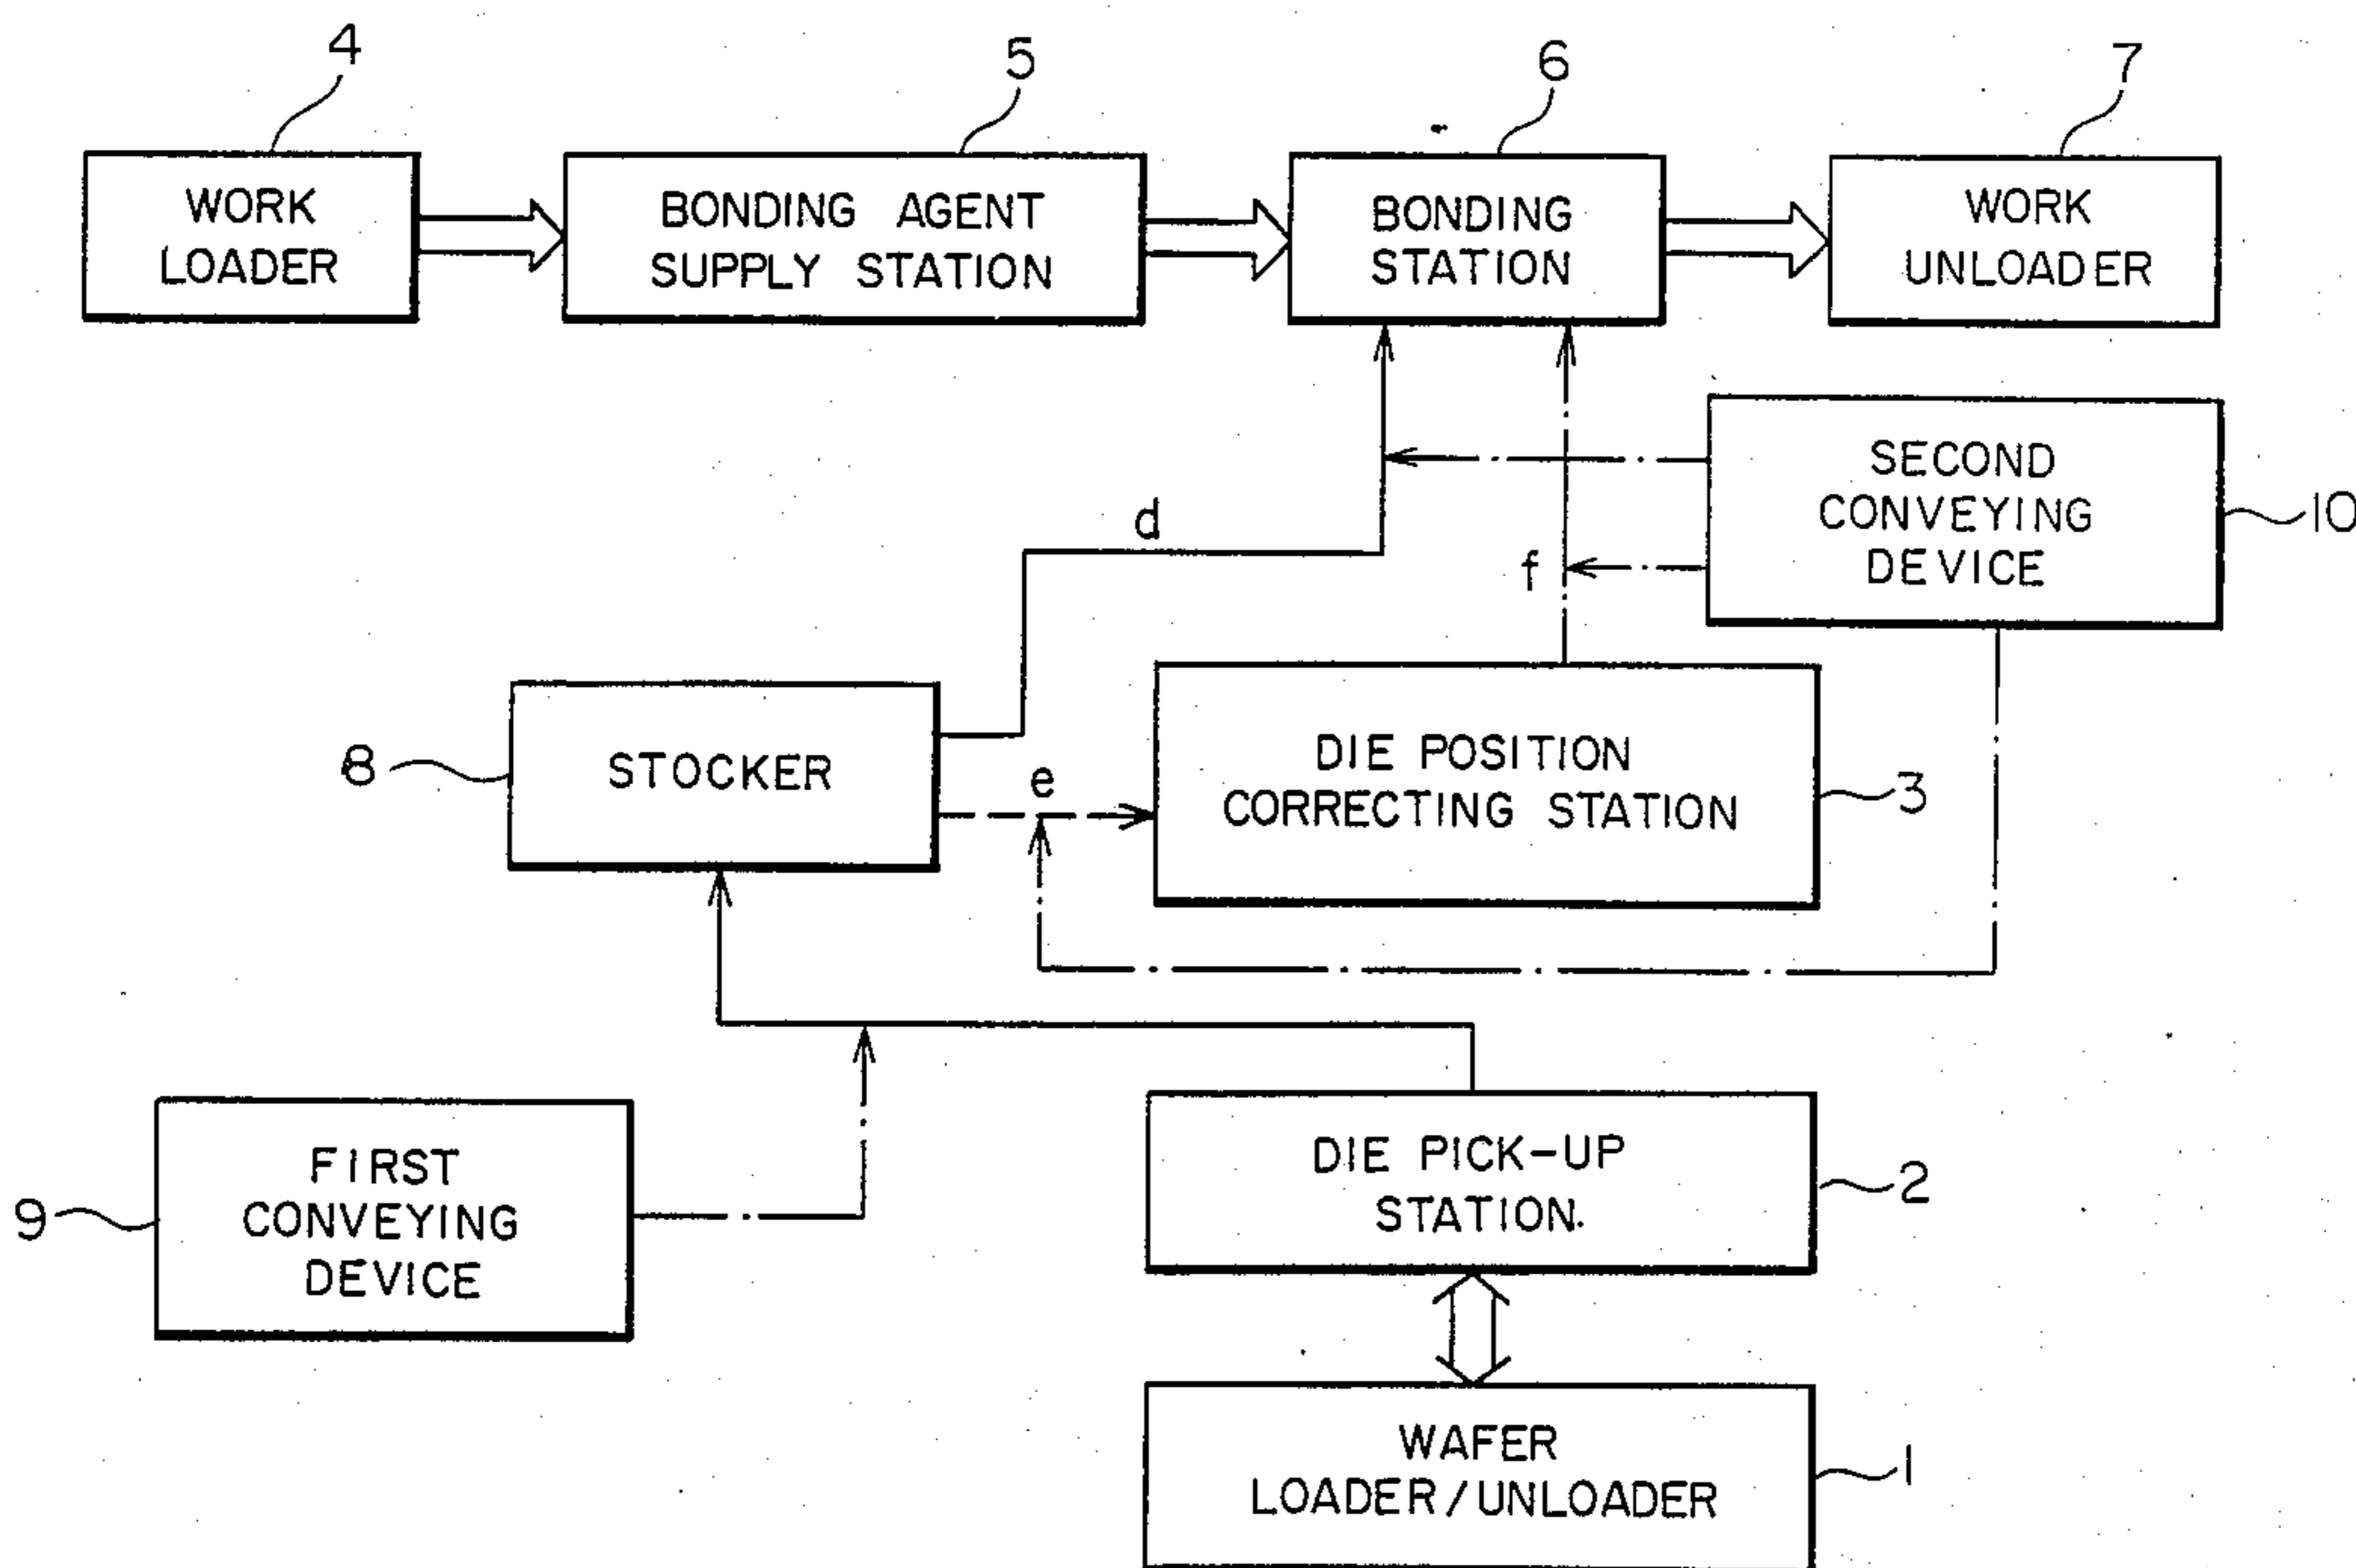 4
5
6
7
WORK
LOADER
BONDING AGENT
SUPPLY STATION
BONDING
STATION
WORK
UNLOADER
SECOND
CONVEYING
DEVICE
10
d
f
8
STOCKER
e
DIE POSITION
CORRECTING STATION
3
9
FIRST
CONVEYING
DEVICE
DIE PICK-UP
STATION.
2
WAFER
LOADER/UNLOADER
1